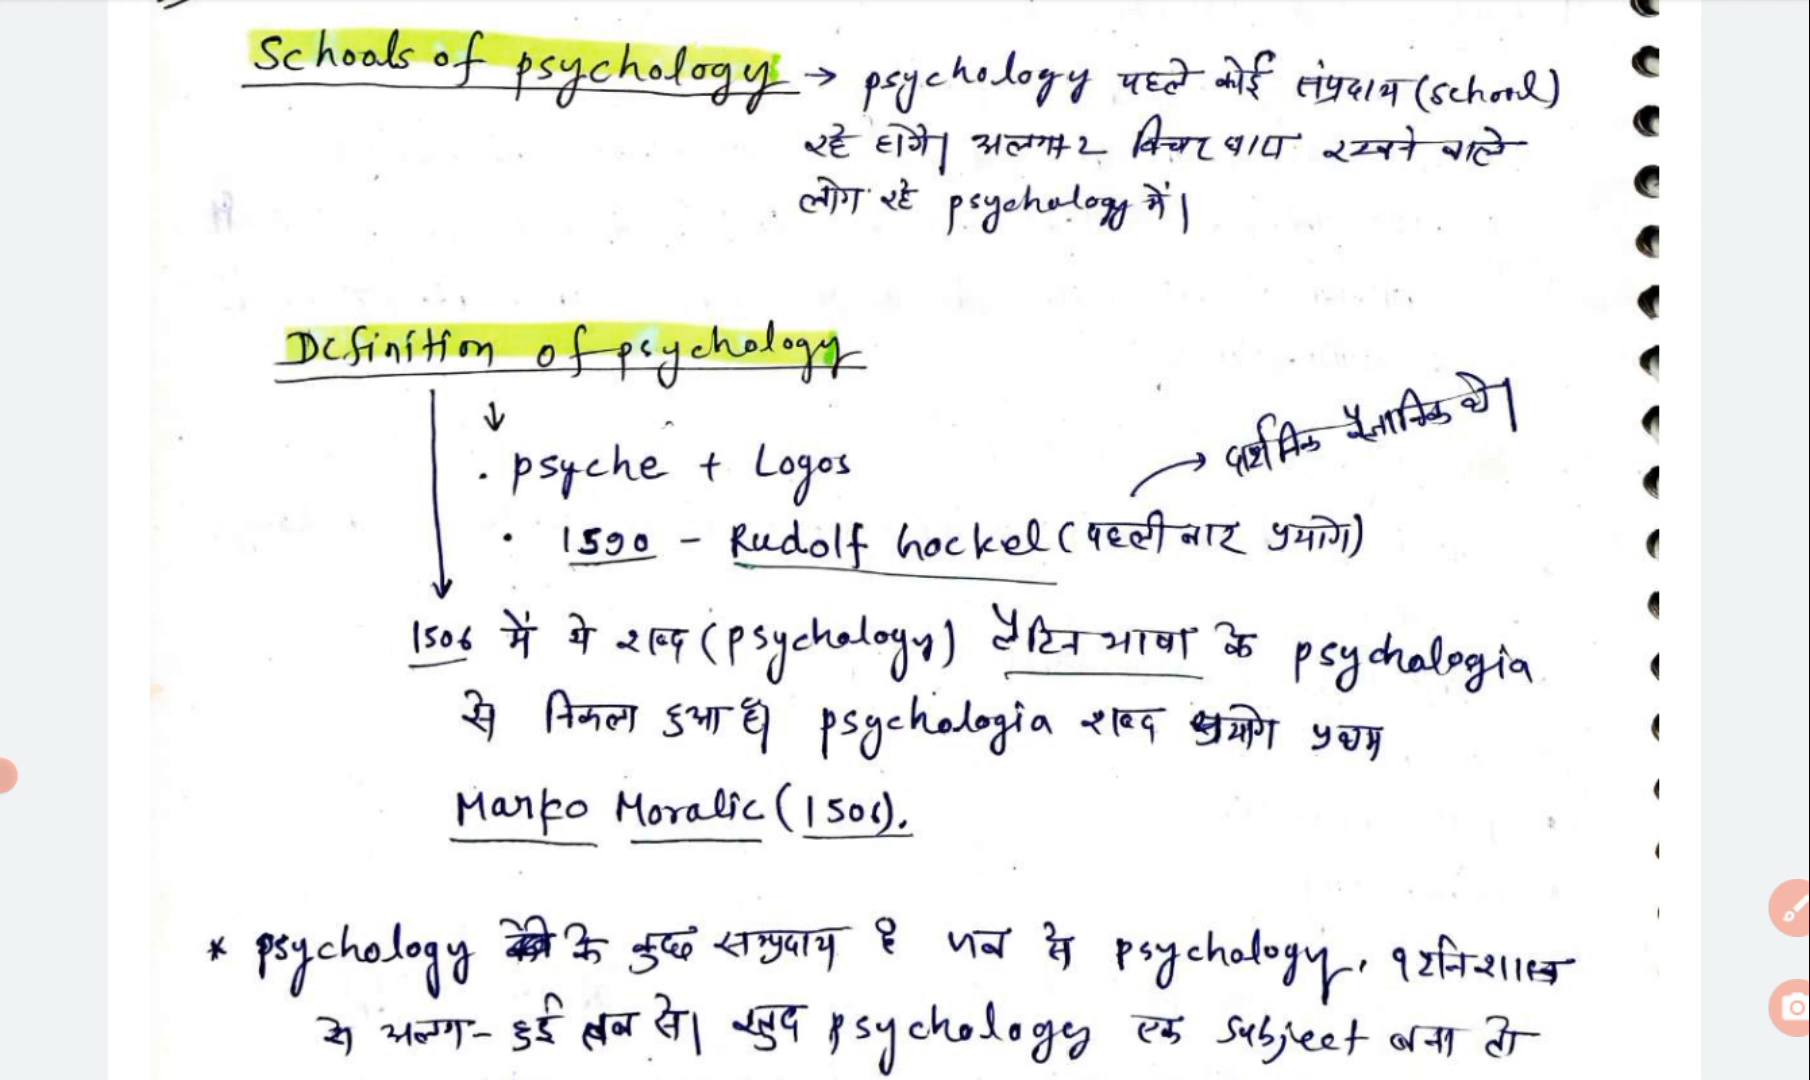 Schools of psychology → psychology पहले कोई संप्रदाय (school)
रहे होंगे। अलग-2 विचारधारा रखने वाले
लोग रहे psychology में।
Definition of psychology
↓
. psyche + Logos
→ दार्शनिक वैज्ञानिक थे।
• 1590 - Rudolf hockel (पहली बार प्रयोग)
1506 में ये शब्द (psychology) लैटिन भाषा के psychologia
से निकला हुआ है। psychologia शब्द प्रयोग प्रथम
Marko Moralic (1506).
* psychology के कुछ सम्प्रदाय है जब से psychology, दर्शनशास्त्र
से अलग- हुई तब से। खुद psychology एक subject बना तो